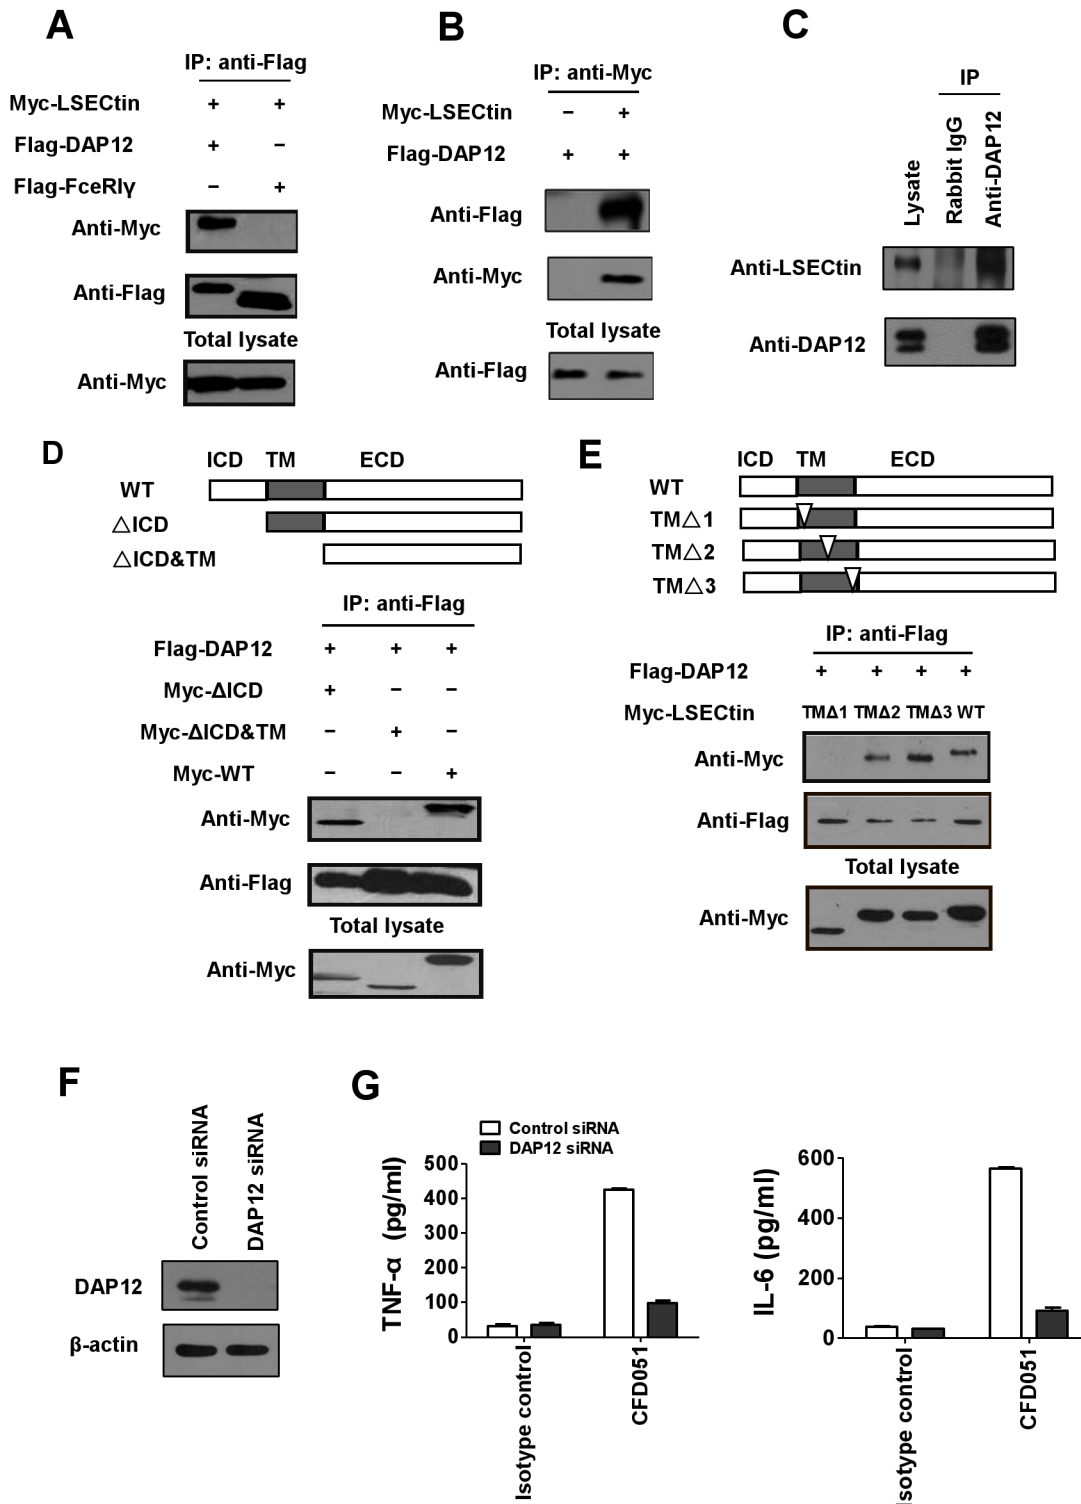 A
IP: anti-Flag
Myc-LSECtin + +
Flag-DAP12 + −
Flag-FceRIγ − +
Anti-Myc
Anti-Flag
Total lysate
Anti-Myc
B
IP: anti-Myc
Myc-LSECtin − +
Flag-DAP12 + +
Anti-Flag
Anti-Myc
Total lysate
Anti-Flag
C
IP
Lysate
Rabbit IgG
Anti-DAP12
Anti-LSECtin
Anti-DAP12
D
ICD TM ECD
WT
△ICD
△ICD&TM
IP: anti-Flag
Flag-DAP12 + + +
Myc-ΔICD + − −
Myc-ΔICD&TM − + −
Myc-WT − − +
Anti-Myc
Anti-Flag
Total lysate
Anti-Myc
E
ICD TM ECD
WT
TM△1
TM△2
TM△3
IP: anti-Flag
Flag-DAP12 + + + +
Myc-LSECtin TMΔ1 TMΔ2 TMΔ3 WT
Anti-Myc
Anti-Flag
Total lysate
Anti-Myc
F
Control siRNA
DAP12 siRNA
DAP12
β-actin
G
Control siRNA
DAP12 siRNA
TNF-α (pg/ml)
500
400
300
200
100
0
Isotype control
CFD051
IL-6 (pg/ml)
600
400
200
0
Isotype control
CFD051